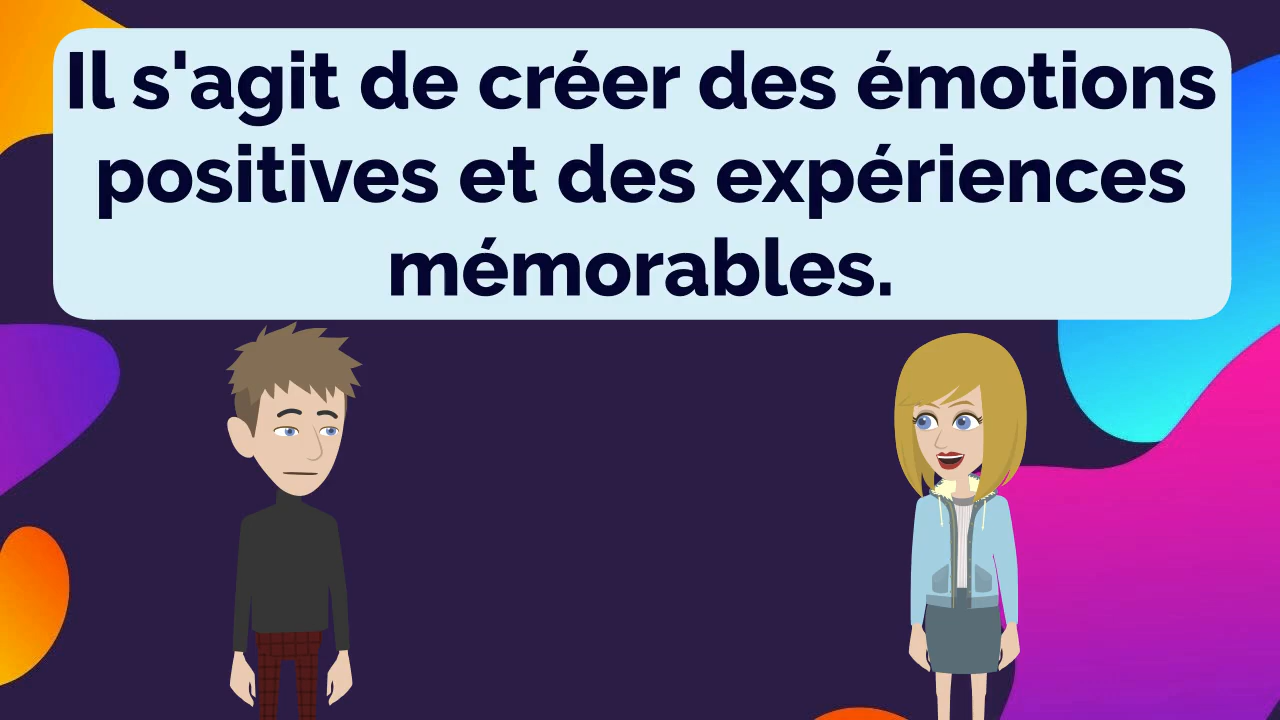 Il s'agit de créer des émotions
positives et des expériences
mémorables.